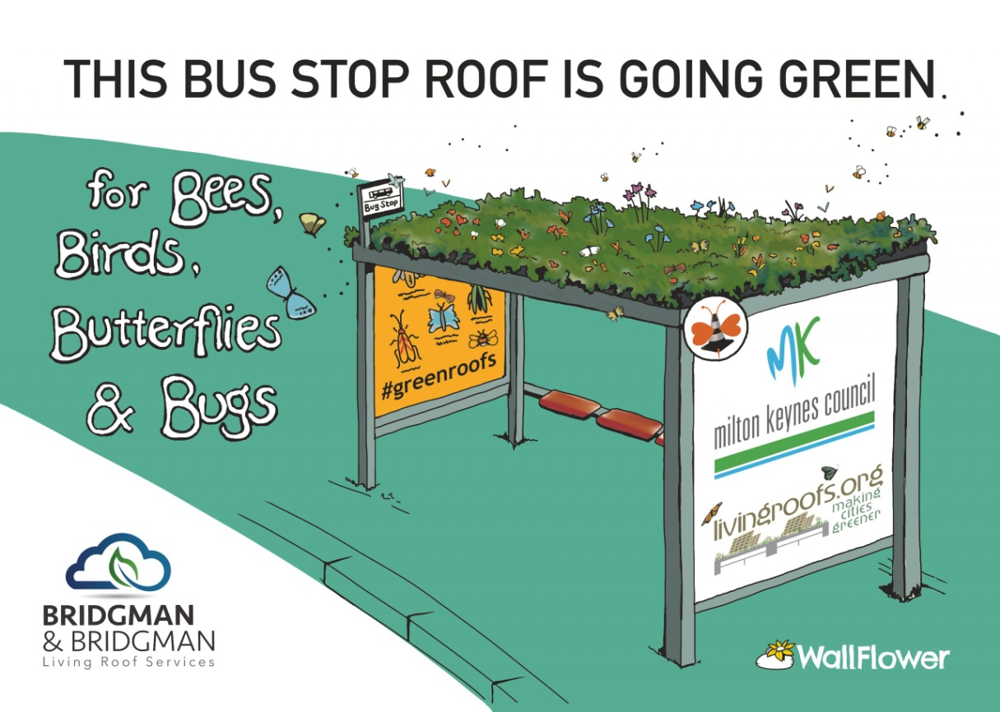 THIS BUS STOP ROOF IS GOING GREEN.
for Bees,
Birds,
Butterflies
& Bugs
Bug Stop
#greenroofs
MK
milton keynes council
livingroofs.org
making
cities
greener
BRIDGMAN
& BRIDGMAN
Living Roof Services
WallFlower